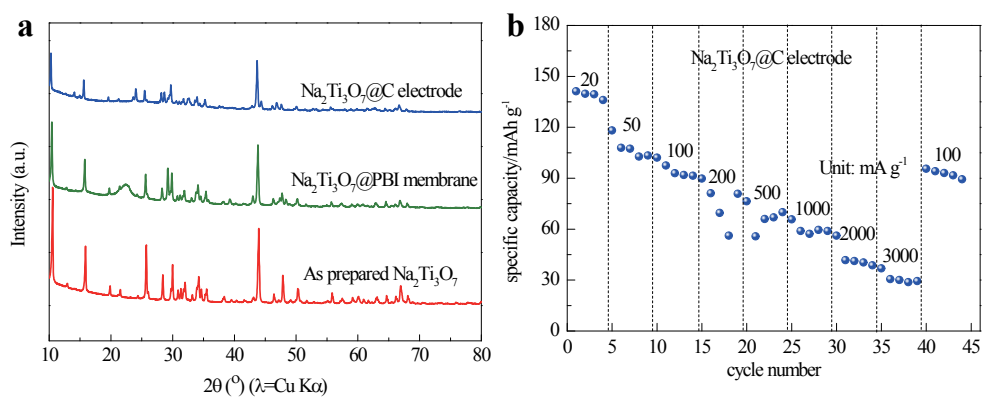 a
Intensity (a.u.)
Na₂Ti₃O₇@C electrode
Na₂Ti₃O₇@PBI membrane
As prepared Na₂Ti₃O₇
10 20 30 40 50 60 70 80
2θ (°) (λ=Cu Kα)
b
specific capacity/mAh g⁻¹
180
150
120
90
60
30
0
Na₂Ti₃O₇@C electrode
20
50
100
200
500
1000
2000
3000
100
Unit: mA g⁻¹
0 5 10 15 20 25 30 35 40 45
cycle number